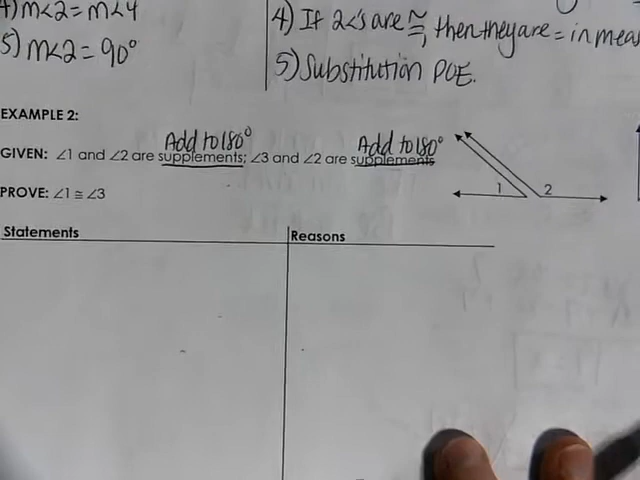 4) m<2 = m<4
5) m<2 = 90°
4) If 2<'s are ≅, then they are = in meas
5) Substitution POE.
EXAMPLE 2:
Add to 180° Add to 180°
GIVEN: ∠1 and ∠2 are supplements; ∠3 and ∠2 are supplements
PROVE: ∠1 ≅ ∠3
1 2
Statements Reasons